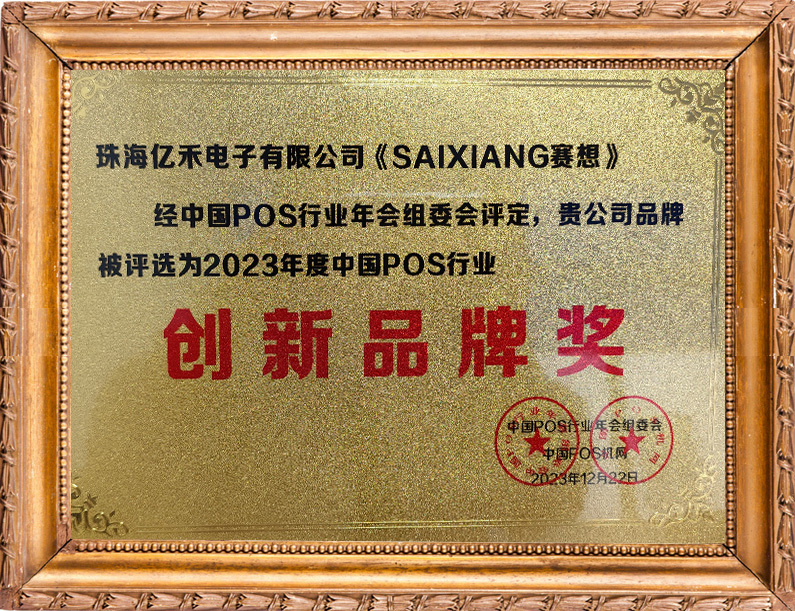 珠海亿禾电子有限公司《SAIXIANG赛想》
经中国POS行业年会组委会评定，贵公司品牌
被评选为2023年度中国POS行业
创新品牌奖
中国POS行业年会组委会
中国POS机网
2023年12月22日